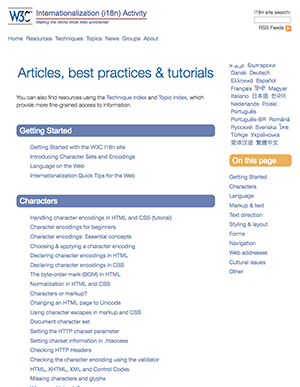 W3C® Internationalization (i18n) Activity
Making the World Wide Web worldwide!
i18n site search:
RSS Feeds
Home Resources Techniques Topics News Groups About
Articles, best practices & tutorials
You can also find resources using the Technique index and Topic index, which
provide more fine-grained access to information.
Getting Started
Getting Started with the W3C I18n site
Introducing Character Sets and Encodings
Language on the Web
Internationalization Quick Tips for the Web
Characters
Handling character encodings in HTML and CSS (tutorial)
Character encodings for beginners
Character encodings: Essential concepts
Choosing & applying a character encoding
Declaring character encodings in HTML
Declaring character encodings in CSS
The byte-order mark (BOM) in HTML
Normalization in HTML and CSS
Characters or markup?
Changing an HTML page to Unicode
Using character escapes in markup and CSS
Document character set
Setting the HTTP charset parameter
Setting charset information in .htaccess
Checking HTTP Headers
Checking the character encoding using the validator
HTML, XHTML, XML and Control Codes
Missing characters and glyphs
> عربي Български
Dansk Deutsch
Ελληνικά Español
Français हिन्दी Magyar
Italiano 日本語 한국어
Nederlands Polski
Português
Português-BR Română
Русский Svenska ไทย
Türkçe Українська
简体汉语 繁體中文
On this page
Getting Started
Characters
Language
Markup & text
Text direction
Styling & layout
Forms
Navigation
Web addresses
Cultural issues
Other